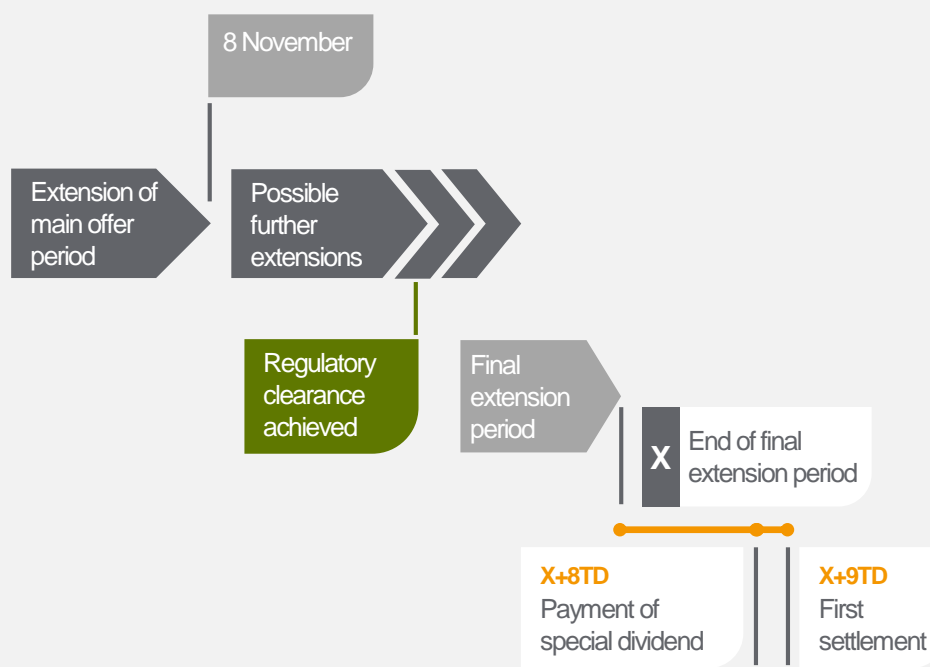 8 November
Extension of
main offer
period
Possible
further
extensions
Regulatory
clearance
achieved
Final
extension
period
X
End of final
extension period
X+8TD
Payment of
special dividend
X+9TD
First
settlement